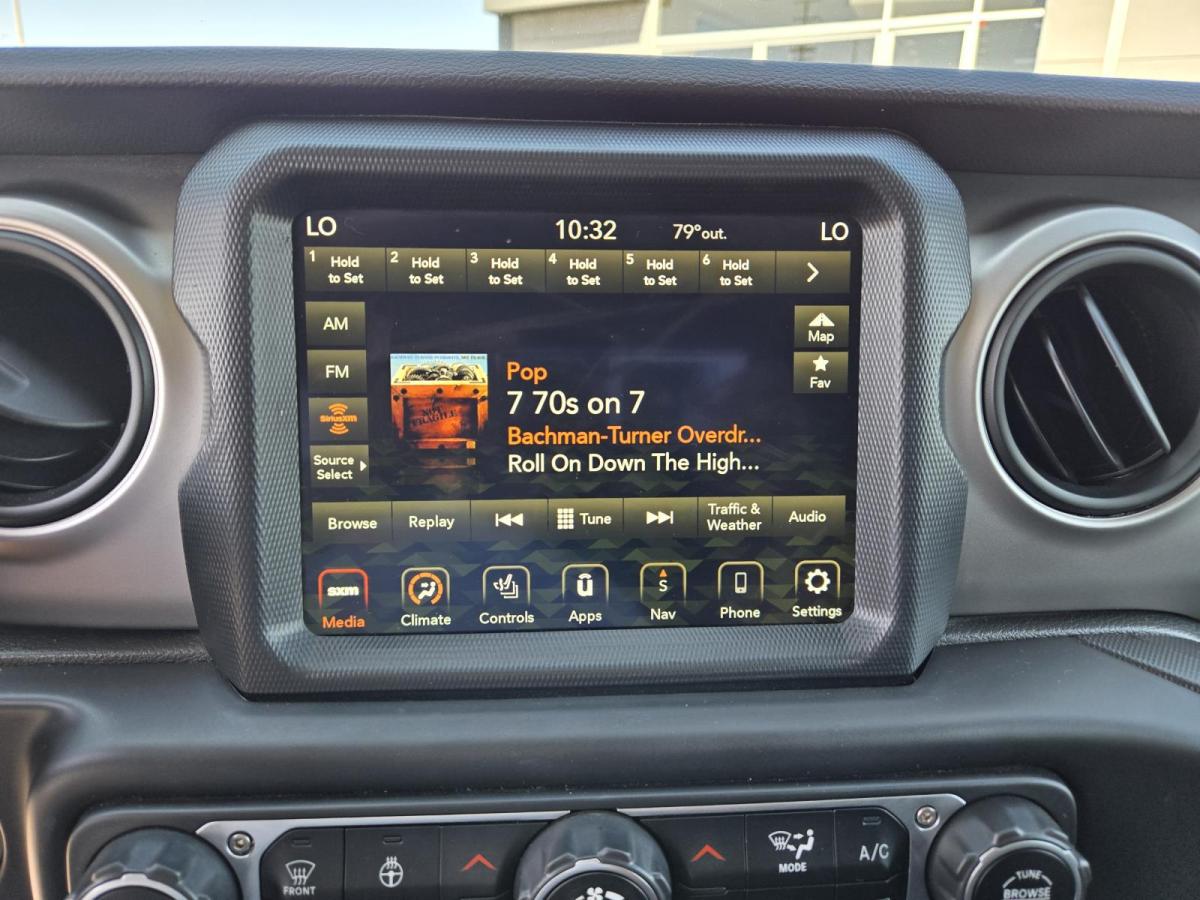 LO 10:32 79°out. LO
1 Hold to Set
2 Hold to Set
3 Hold to Set
4 Hold to Set
5 Hold to Set
6 Hold to Set
AM
Map
FM
Fav
SiriusXM
Source
Select
NOT
FRAGILE
Pop
7 70s on 7
Bachman-Turner Overdr...
Roll On Down The High...
Browse Replay Tune Traffic & Weather Audio
sxm
S
Media Climate Controls Apps Nav Phone Settings
FRONT
MODE
A/C
TUNE
BROWSE